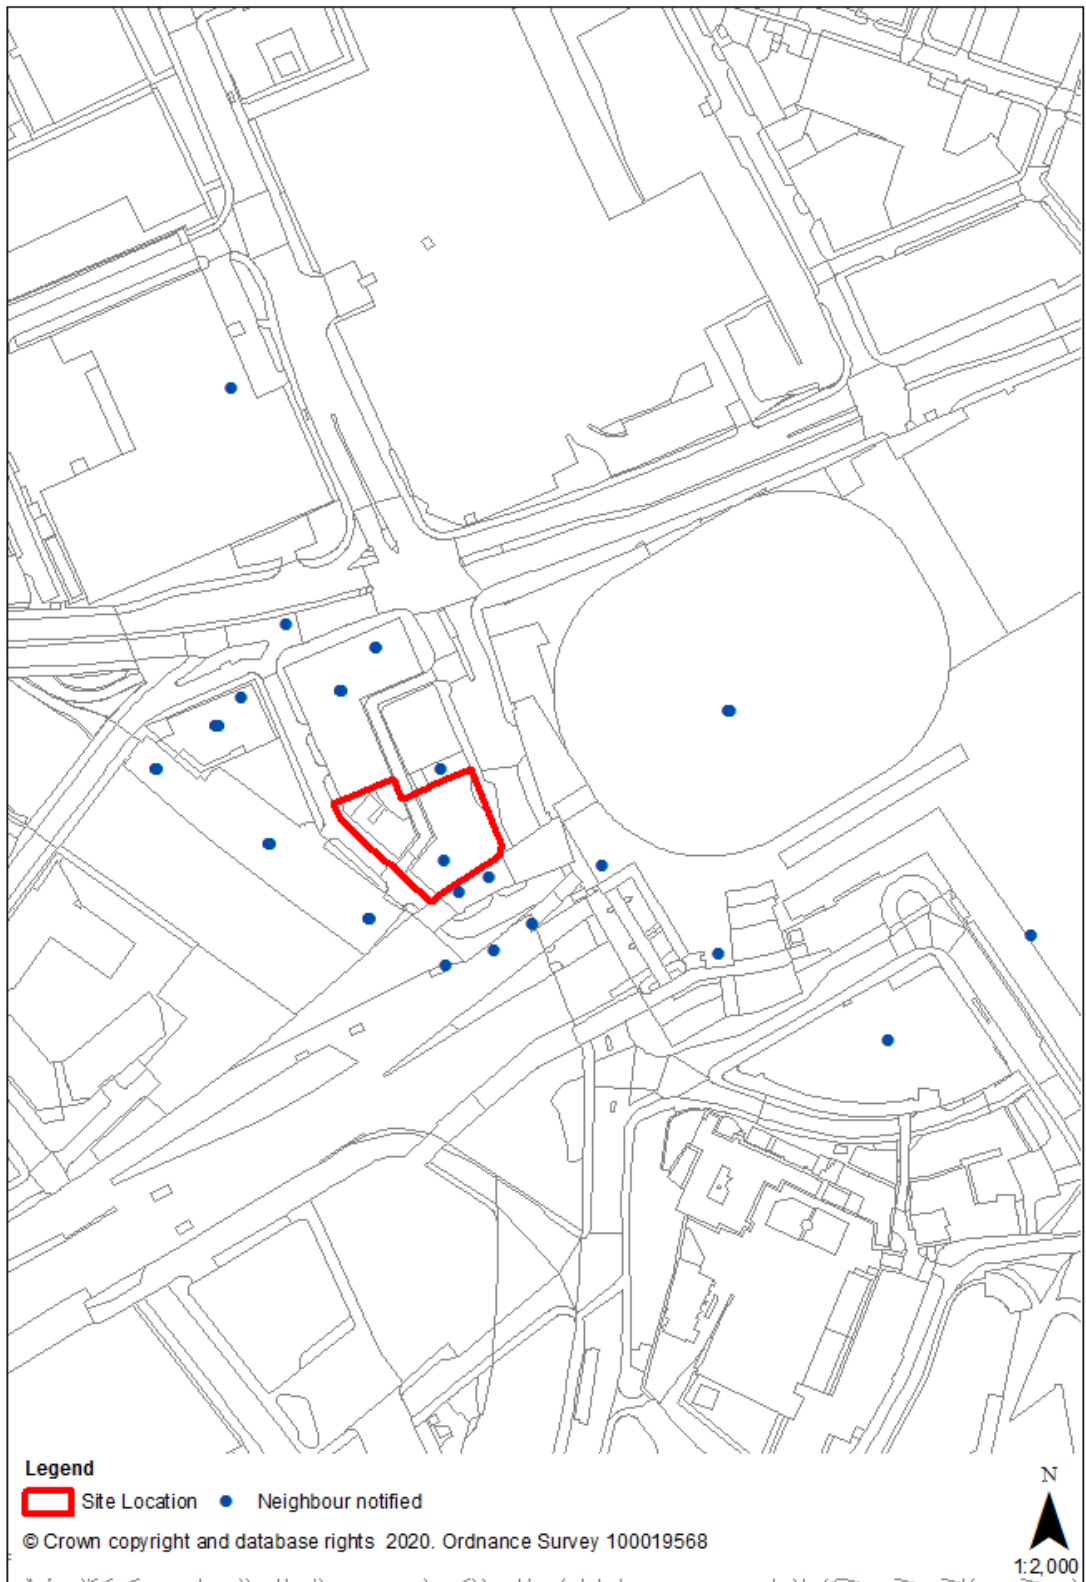 Legend
Site Location
Neighbour notified
© Crown copyright and database rights 2020. Ordnance Survey 100019568
N
1:2,000